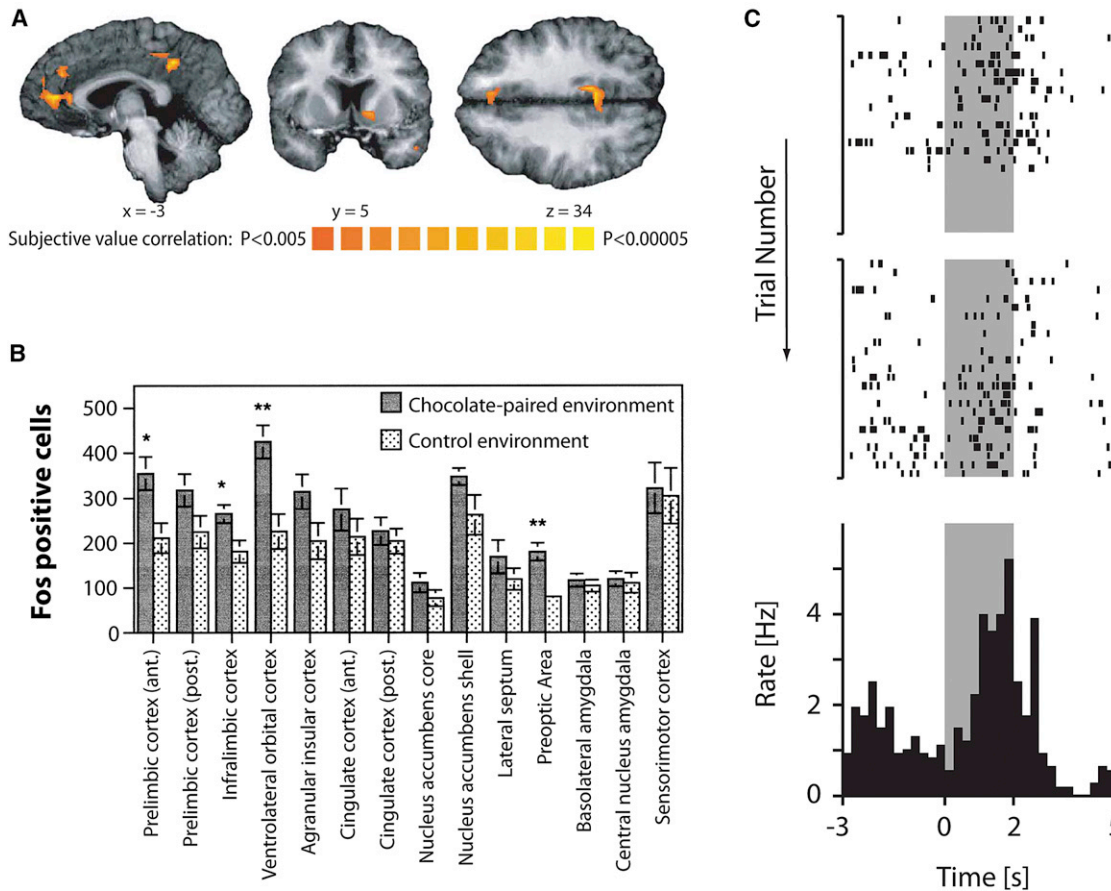 A
x = -3
y = 5
z = 34
Subjective value correlation: P<0.005
P<0.00005
B
Fos positive cells
500
400
300
200
100
0
*
*
**
**
Chocolate-paired environment
Control environment
Prelimbic cortex (ant.)
Prelimbic cortex (post.)
Infralimbic cortex
Ventrolateral orbital cortex
Agranular insular cortex
Cingulate cortex (ant.)
Cingulate cortex (post.)
Nucleus accumbens core
Nucleus accumbens shell
Lateral septum
Preoptic Area
Basolateral amygdala
Central nucleus amygdala
Sensorimotor cortex
C
Trial Number
Rate [Hz]
4
2
0
-3
0
2
5
Time [s]